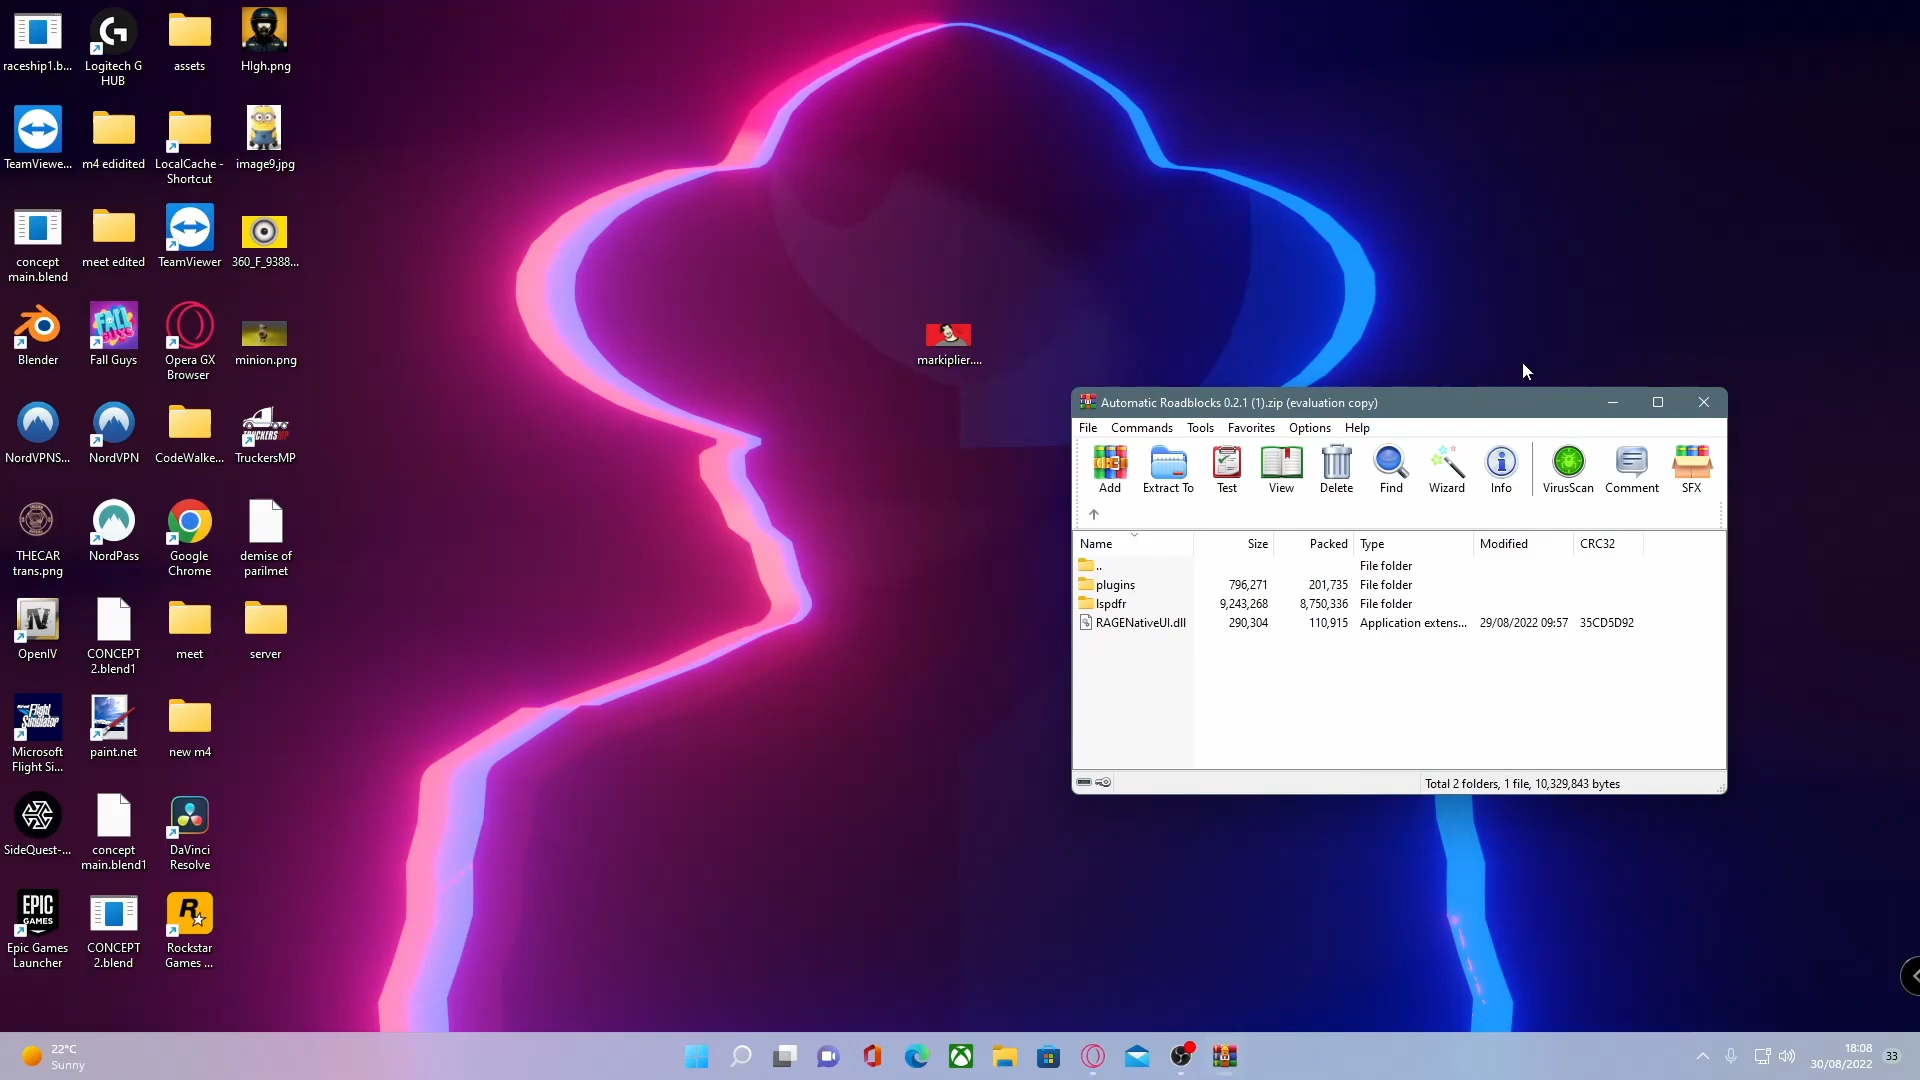 raceship1.b...
Logitech G
HUB
assets
HIgh.png
TeamViewe...
m4 edidited
LocalCache -
Shortcut
image9.jpg
concept
main.blend
meet edited
TeamViewer
360_F_9388...
Blender
FALL
GUYS
Fall Guys
Opera GX
Browser
minion.png
markiplier....
NordVPNS...
NordVPN
CodeWalke...
TRUCKERSMP
TruckersMP
THECAR
trans.png
NordPass
Google
Chrome
demise of
parilmet
OpenIV
CONCEPT
2.blend1
meet
server
Flight
Simulator
Microsoft
Flight Si...
paint.net
new m4
SideQuest-...
concept
main.blend1
DaVinci
Resolve
EPIC
GAMES
Epic Games
Launcher
CONCEPT
2.blend
Rockstar
Games ...
Automatic Roadblocks 0.2.1 (1).zip (evaluation copy)
File Commands Tools Favorites Options Help
Add Extract To Test View Delete Find Wizard Info VirusScan Comment SFX
Name Size Packed Type Modified CRC32
.. File folder
plugins 796,271 201,735 File folder
lspdfr 9,243,268 8,750,336 File folder
RAGENativeUI.dll 290,304 110,915 Application extens... 29/08/2022 09:57 35CD5D92
Total 2 folders, 1 file, 10,329,843 bytes
22°C
Sunny
18:08
30/08/2022
33